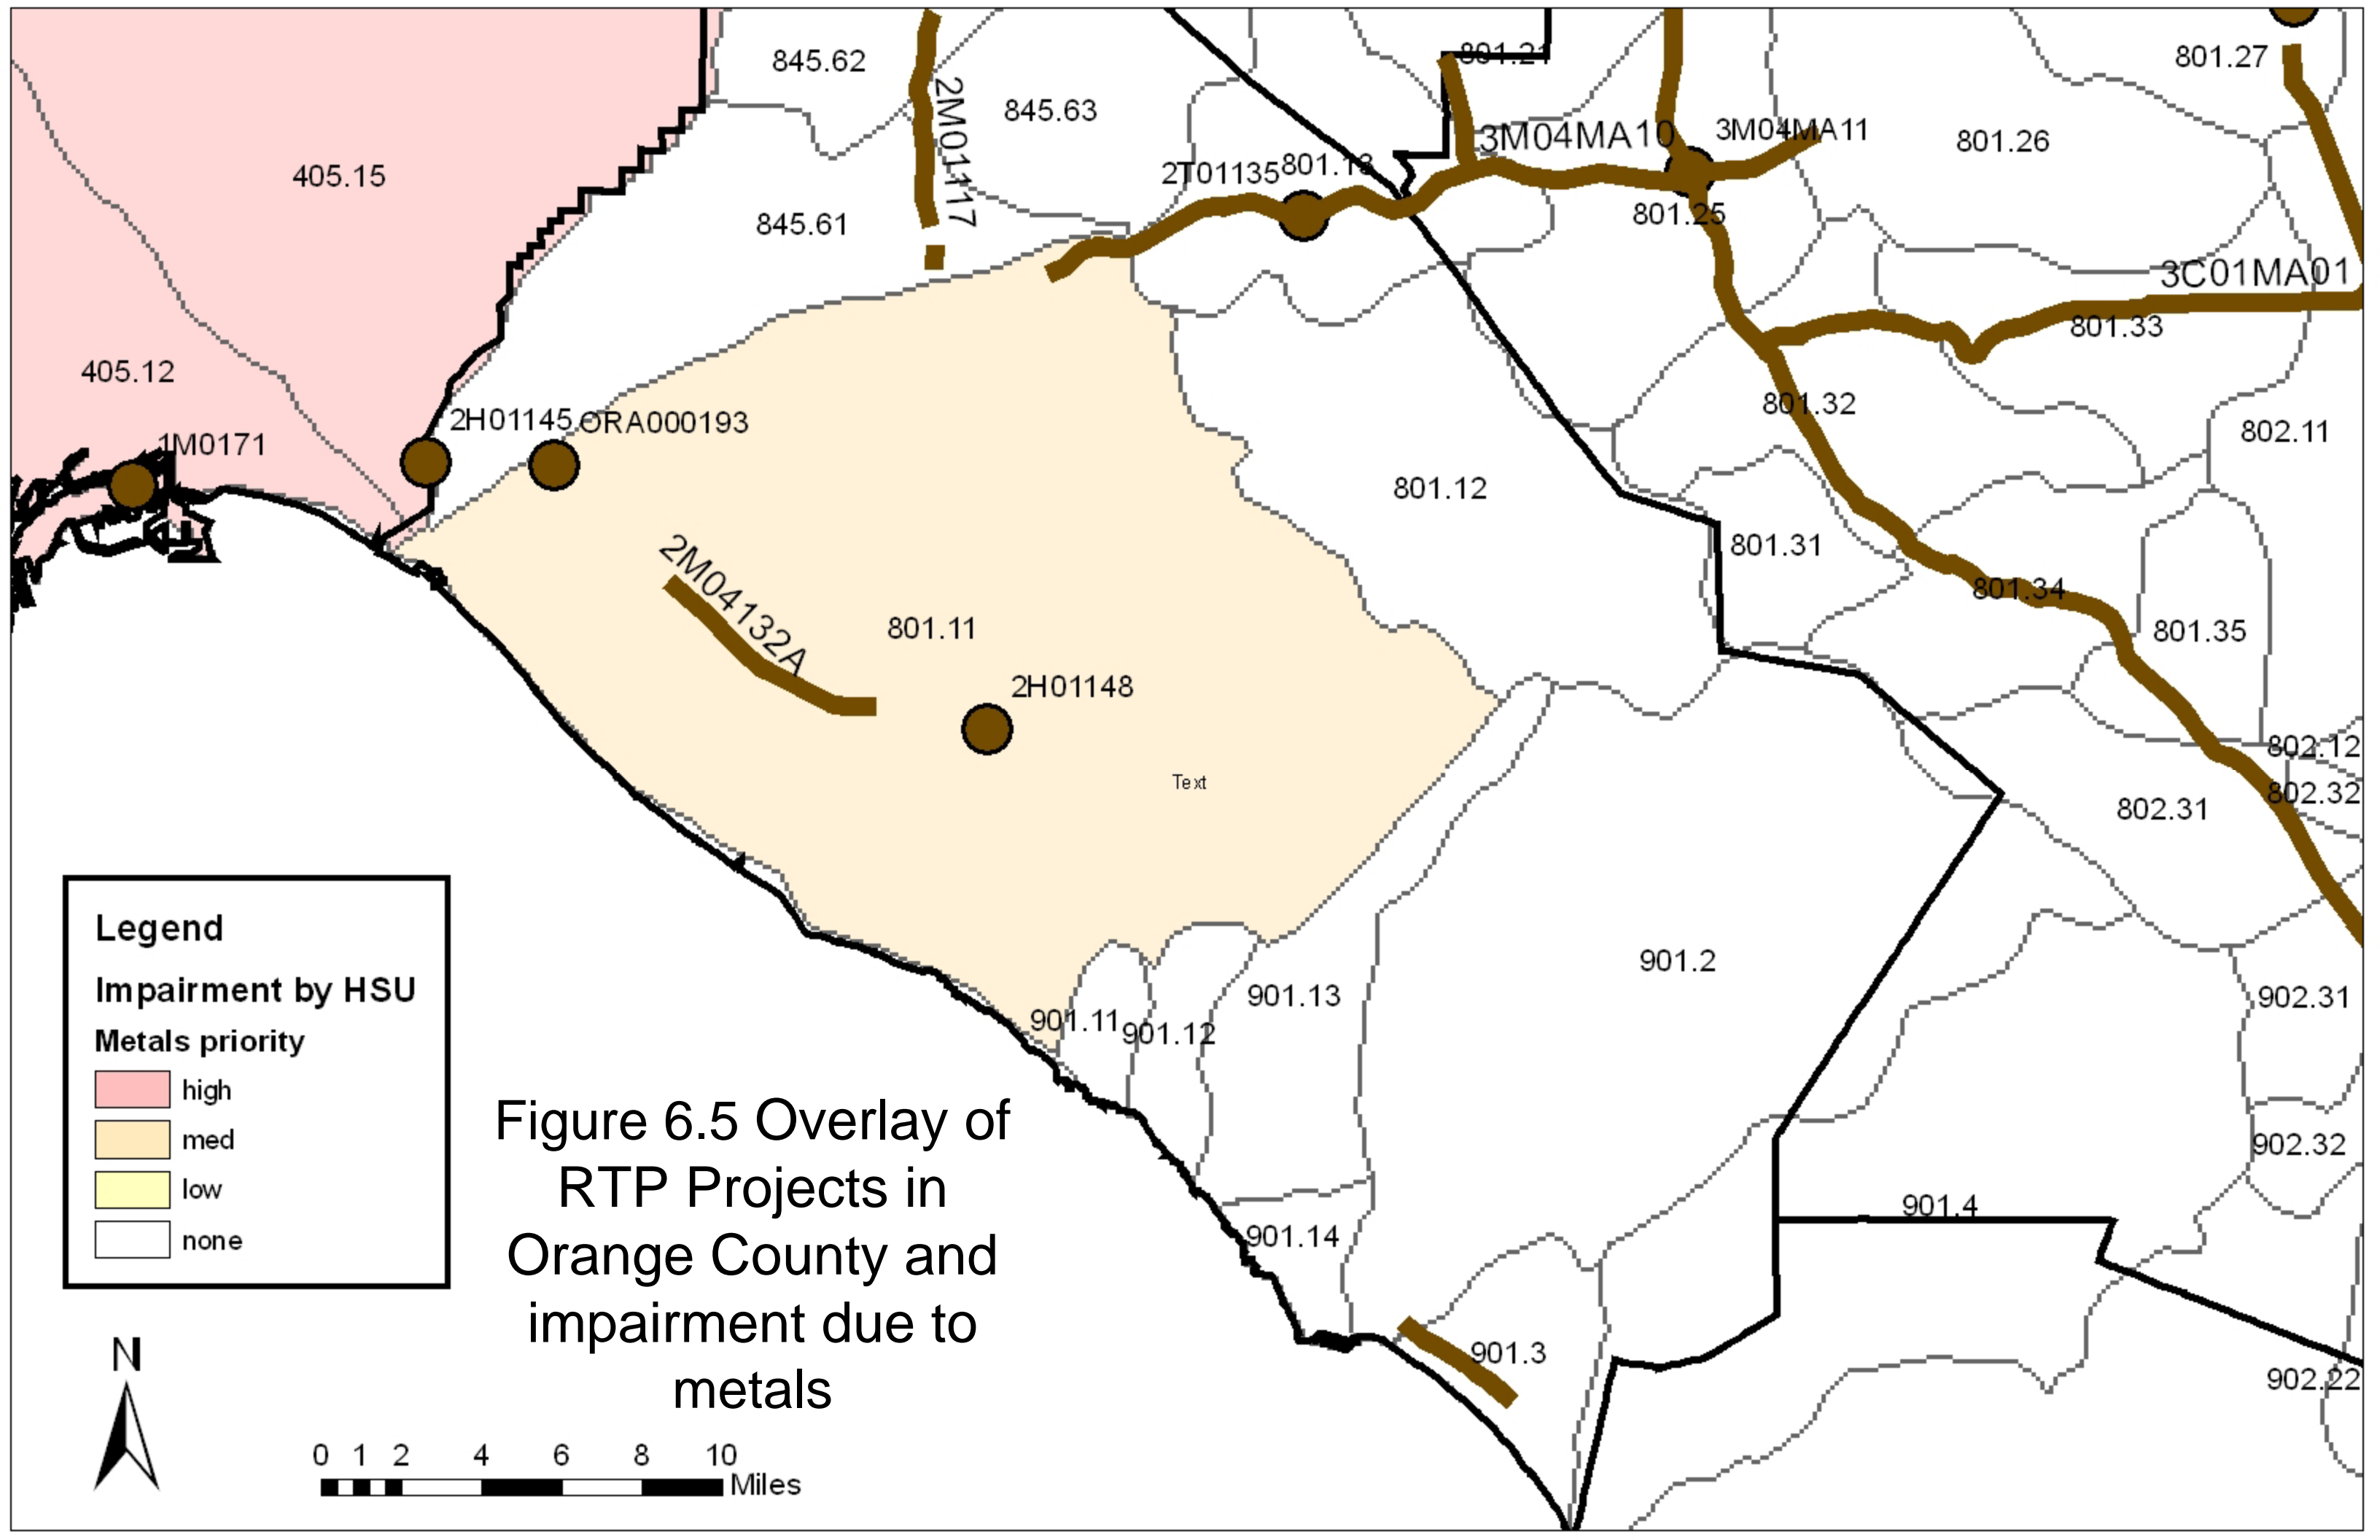 845.62
801.21
801.27
2M01117
845.63
3M04MA10
3M04MA11
801.26
405.15
2T01135
801.13
801.25
845.61
3C01MA01
801.33
405.12
801.32
2H01145
ORA000193
802.11
1M0171
801.12
801.31
2M04132A
801.34
801.11
801.35
2H01148
802.12
Text
802.32
802.31
Legend
Impairment by HSU
Metals priority
high
med
low
none
901.2
901.13
902.31
901.11
901.12
Figure 6.5 Overlay of
RTP Projects in
Orange County and
impairment due to
metals
902.32
901.4
901.14
901.3
902.22
N
0 1 2 4 6 8 10
Miles